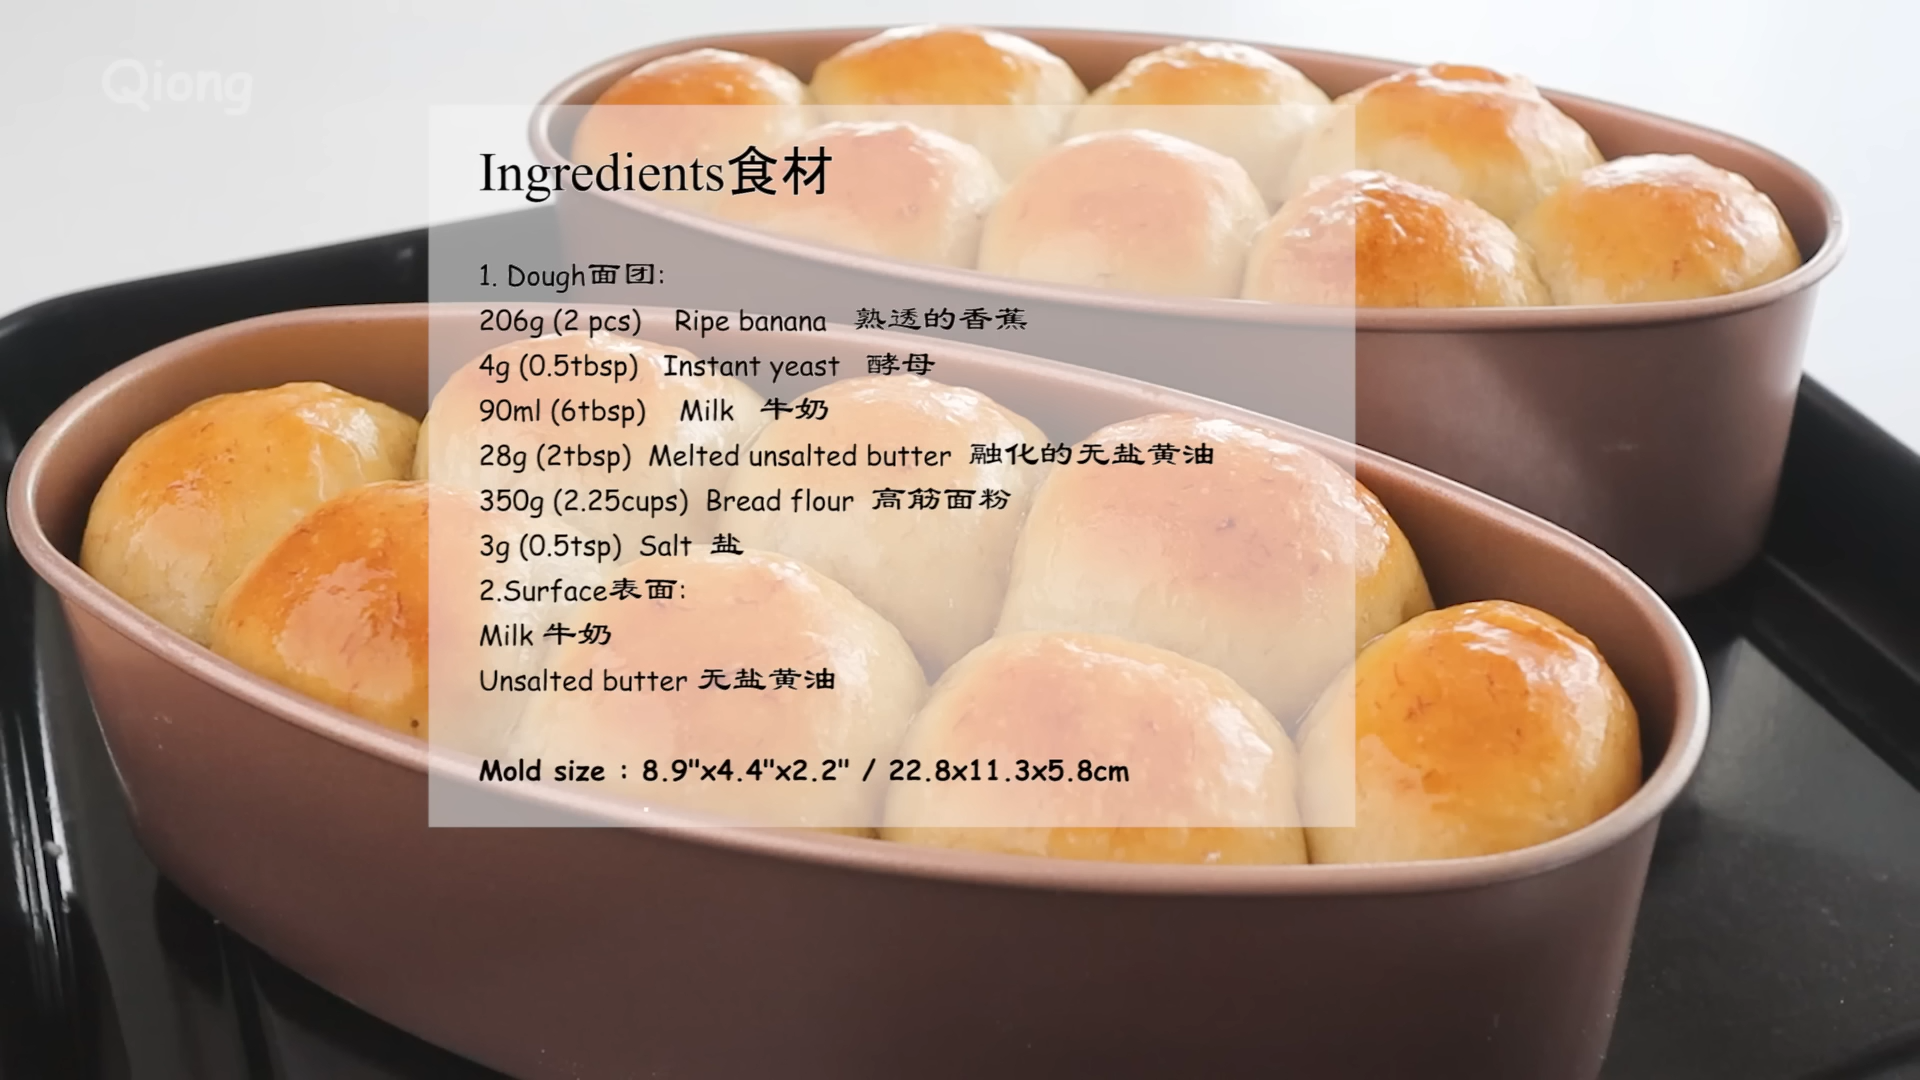 Qiong
Ingredients食材
1. Dough面团:
206g (2 pcs) Ripe banana 熟透的香蕉
4g (0.5tbsp) Instant yeast 酵母
90ml (6tbsp) Milk 牛奶
28g (2tbsp) Melted unsalted butter 融化的无盐黄油
350g (2.25cups) Bread flour 高筋面粉
3g (0.5tsp) Salt 盐
2.Surface表面:
Milk 牛奶
Unsalted butter 无盐黄油
Mold size : 8.9"x4.4"x2.2" / 22.8x11.3x5.8cm